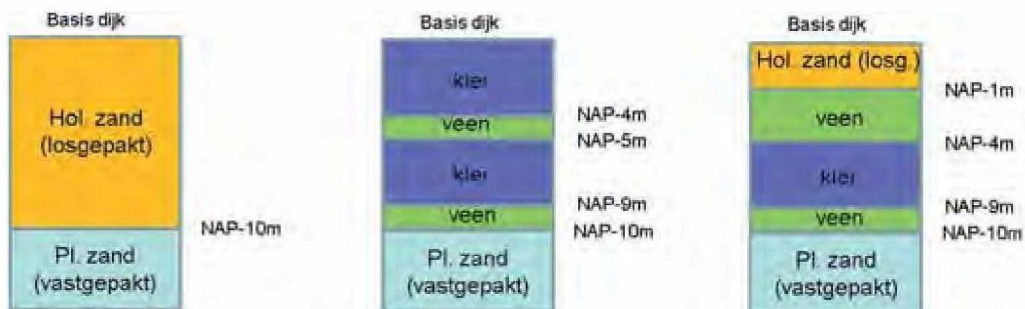 Basis dijk
Hol. zand
(losgepakt)
NAP-10m
Pl. zand
(vastgepakt)
Basis dijk
klei
NAP-4m
veen
NAP-5m
klei
NAP-9m
veen
NAP-10m
Pl. zand
(vastgepakt)
Basis dijk
Hol. zand (losg.)
NAP-1m
veen
NAP-4m
klei
NAP-9m
veen
NAP-10m
Pl. zand
(vastgepakt)